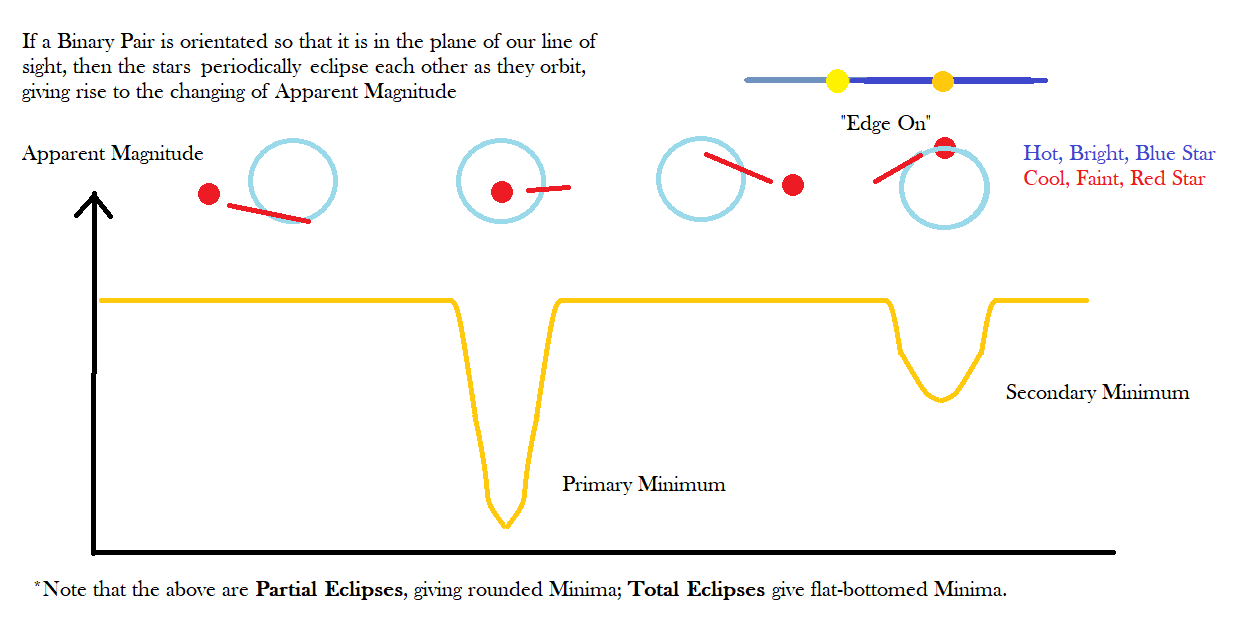 If a Binary Pair is orientated so that it is in the plane of our line of
sight, then the stars periodically eclipse each other as they orbit,
giving rise to the changing of Apparent Magnitude
"Edge On"
Apparent Magnitude
Hot, Bright, Blue Star
Cool, Faint, Red Star
Secondary Minimum
Primary Minimum
*Note that the above are Partial Eclipses, giving rounded Minima; Total Eclipses give flat-bottomed Minima.